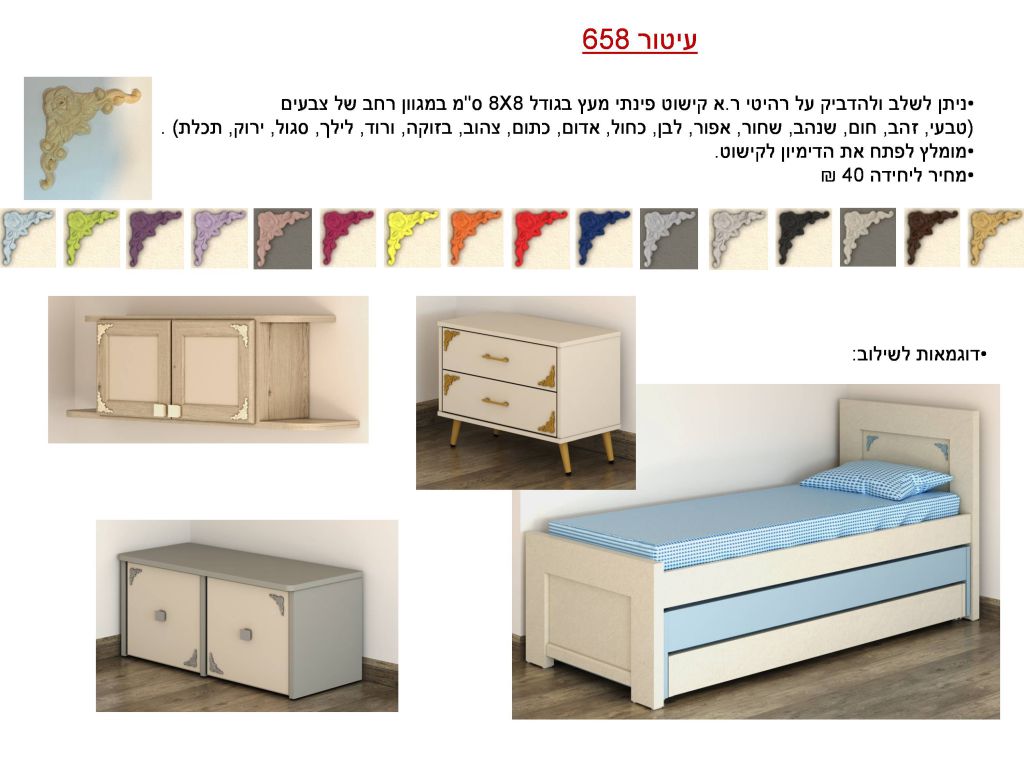 עיטור 658
•ניתן לשלב ולהדביק על רהיטי ר.א קישוט פינתי מעץ בגודל 8X8 ס"מ במגוון רחב של צבעים
(טבעי, זהב, חום, שנהב, שחור, אפור, לבן, כחול, אדום, כתום, צהוב, בזוקה, ורוד, לילך, סגול, ירוק, תכלת) .
•מומלץ לפתח את הדימיון לקישוט.
•מחיר ליחידה 40 ₪
•דוגמאות לשילוב: